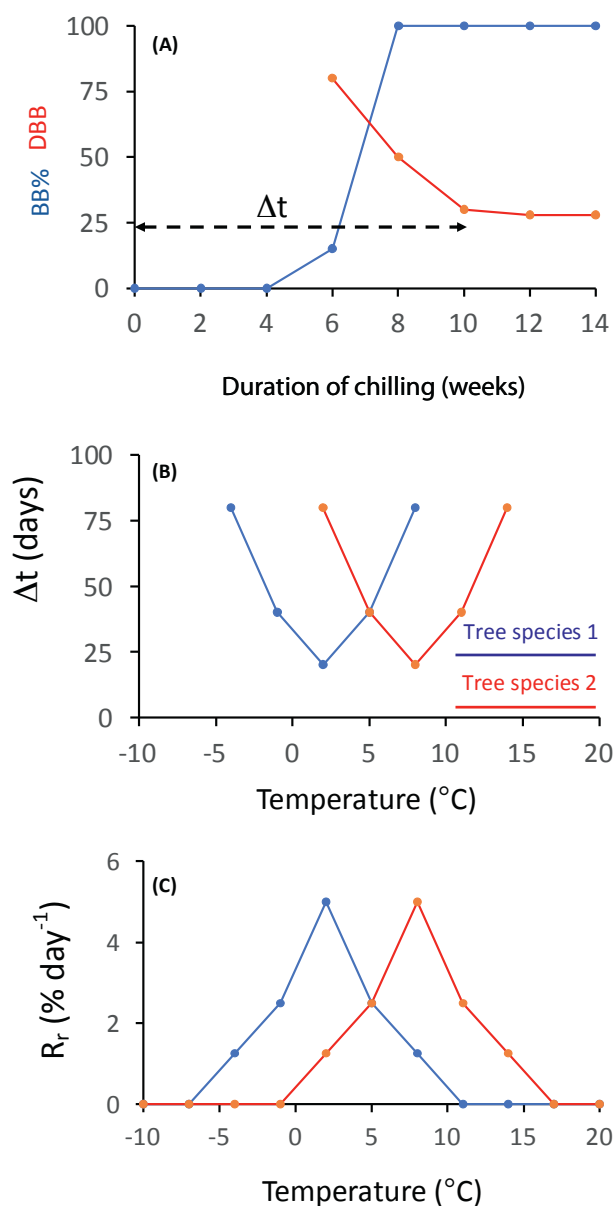 (A)
100
75
50
25
0
BB% DBB
Δt
0 2 4 6 8 10 12 14
Duration of chilling (weeks)
(B)
100
75
50
25
0
Δt (days)
Tree species 1
Tree species 2
-10 -5 0 5 10 15 20
Temperature (°C)
(C)
6
4
2
0
Rr (% day-1)
-10 -5 0 5 10 15 20
Temperature (°C)